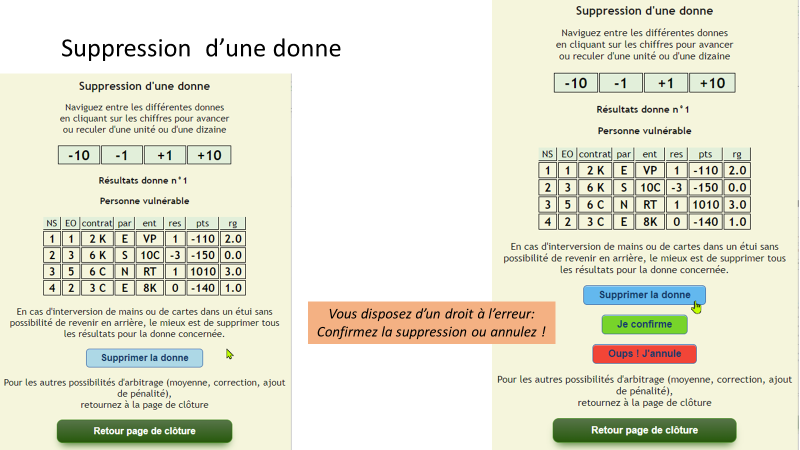 Suppression d'une donne
Suppression d'une donne
Naviguez entre les différentes donnes
en cliquant sur les chiffres pour avancer
ou reculer d'une unité ou d'une dizaine
-10 -1 +1 +10
Résultats donne n°1
Personne vulnérable
NS EO contrat par ent res pts rg
1 1 2 K E VP 1 -110 2.0
2 3 6 K S 10C -3 -150 0.0
3 5 6 C N RT 1 1010 3.0
4 2 3 C E 8K 0 -140 1.0
En cas d'interversion de mains ou de cartes dans un étui sans
possibilité de revenir en arrière, le mieux est de supprimer tous
les résultats pour la donne concernée.
Supprimer la donne
Pour les autres possibilités d'arbitrage (moyenne, correction, ajout
de pénalité),
retournez à la page de clôture
Retour page de clôture
Vous disposez d'un droit à l'erreur:
Confirmez la suppression ou annulez !
Suppression d'une donne
Naviguez entre les différentes donnes
en cliquant sur les chiffres pour avancer
ou reculer d'une unité ou d'une dizaine
-10 -1 +1 +10
Résultats donne n°1
Personne vulnérable
NS EO contrat par ent res pts rg
1 1 2 K E VP 1 -110 2.0
2 3 6 K S 10C -3 -150 0.0
3 5 6 C N RT 1 1010 3.0
4 2 3 C E 8K 0 -140 1.0
En cas d'interversion de mains ou de cartes dans un étui sans
possibilité de revenir en arrière, le mieux est de supprimer tous
les résultats pour la donne concernée.
Supprimer la donne
Je confirme
Oups ! J'annule
Pour les autres possibilités d'arbitrage (moyenne, correction, ajout
de pénalité),
retournez à la page de clôture
Retour page de clôture